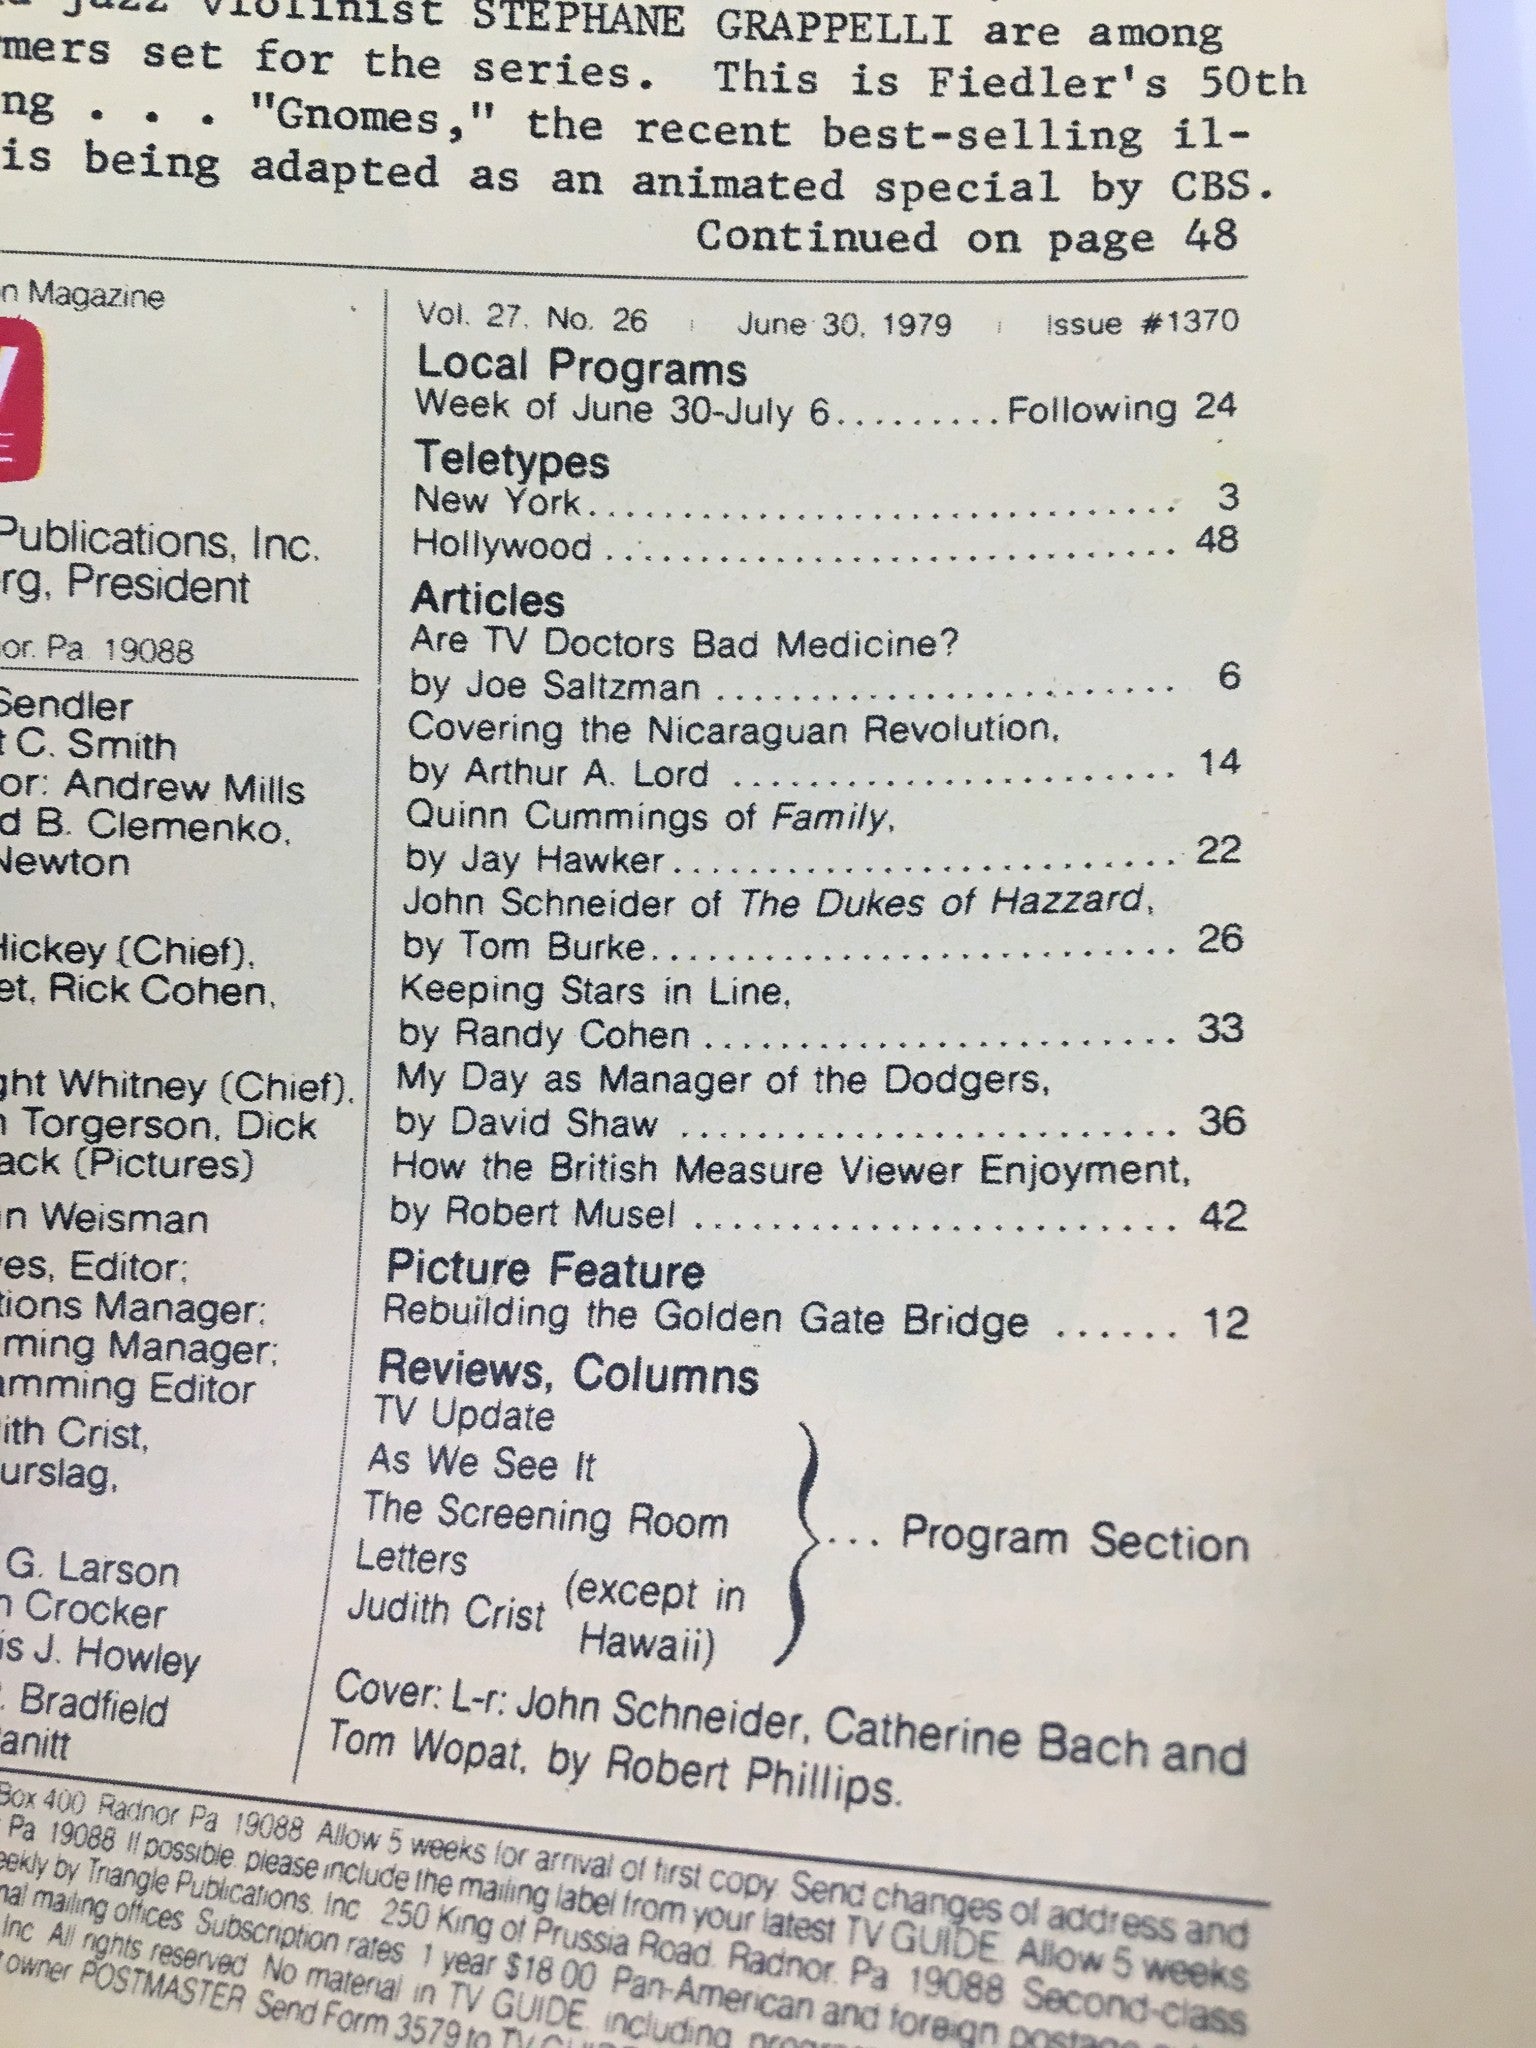 jazz violinist STEPHANE GRAPPELLI are among
mers set for the series. This is Fiedler's 50th
ng . . . "Gnomes," the recent best-selling il-
is being adapted as an animated special by CBS.
Continued on page 48
n Magazine
Publications, Inc.
rg, President
or. Pa 19088
Sendler
t C. Smith
or: Andrew Mills
d B. Clemenko,
Newton
Hickey (Chief),
et, Rick Cohen,
ght Whitney (Chief),
n Torgerson, Dick
ack (Pictures)
n Weisman
es, Editor;
tions Manager;
ming Manager;
amming Editor
ith Crist,
urslag,
G. Larson
n Crocker
is J. Howley
. Bradfield
anitt
Vol. 27, No. 26 | June 30, 1979 | Issue #1370
Local Programs
Week of June 30-July 6.........Following 24
Teletypes
New York................................ 3
Hollywood ............................. 48
Articles
Are TV Doctors Bad Medicine?
by Joe Saltzman ........................ 6
Covering the Nicaraguan Revolution,
by Arthur A. Lord ....................... 14
Quinn Cummings of Family,
by Jay Hawker.......................... 22
John Schneider of The Dukes of Hazzard,
by Tom Burke........................... 26
Keeping Stars in Line,
by Randy Cohen ........................ 33
My Day as Manager of the Dodgers,
by David Shaw ......................... 36
How the British Measure Viewer Enjoyment,
by Robert Musel ........................ 42
Picture Feature
Rebuilding the Golden Gate Bridge ...... 12
Reviews, Columns
TV Update
As We See It
The Screening Room
Letters
Judith Crist (except in Hawaii)
... Program Section
Cover: L-r: John Schneider, Catherine Bach and
Tom Wopat, by Robert Phillips.
Box 400 Radnor Pa 19088 Allow 5 weeks for arrival of first copy Send changes of address and
Pa 19088 If possible, please include the mailing label from your latest TV GUIDE. Allow 5 weeks
eekly by Triangle Publications, Inc 250 King of Prussia Road, Radnor, Pa 19088 Second-class
nal mailing offices Subscription rates 1 year $18 00 Pan-American and foreign postage
Inc All rights reserved No material in TV GUIDE, including
owner POSTMASTER Send Form 3579 to TV